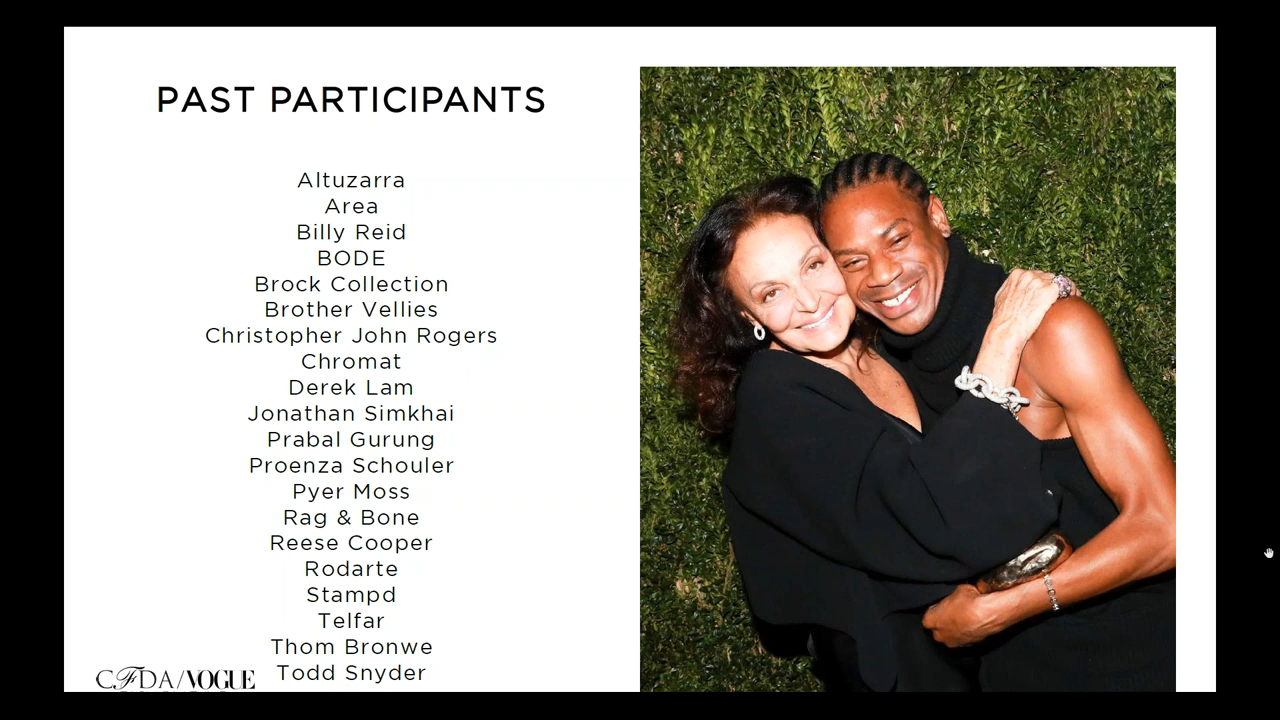 PAST PARTICIPANTS
Altuzarra
Area
Billy Reid
BODE
Brock Collection
Brother Vellies
Christopher John Rogers
Chromat
Derek Lam
Jonathan Simkhai
Prabal Gurung
Proenza Schouler
Pyer Moss
Rag & Bone
Reese Cooper
Rodarte
Stampd
Telfar
Thom Bronwe
Todd Snyder
CFDA/VOGUE